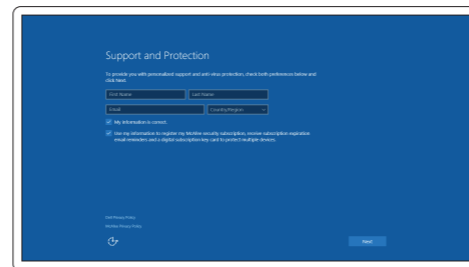 Support and Protection
To provide you with personalized support and anti-virus protection, check both preferences below and
click Next.
First Name
Last Name
Email
Country/Region
My information is correct.
Use my information to register my McAfee security subscription, receive subscription expiration
email reminders and a digital subscription key card to protect multiple devices.
Dell Privacy Policy
McAfee Privacy Policy
Next